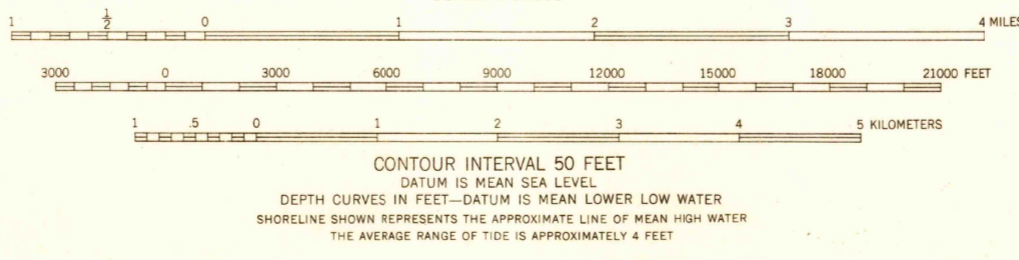 1 1/2 0 1 2 3 4 MILES
3000 0 3000 6000 9000 12000 15000 18000 21000 FEET
1 .5 0 1 2 3 4 5 KILOMETERS
CONTOUR INTERVAL 50 FEET
DATUM IS MEAN SEA LEVEL
DEPTH CURVES IN FEET—DATUM IS MEAN LOWER LOW WATER
SHORELINE SHOWN REPRESENTS THE APPROXIMATE LINE OF MEAN HIGH WATER
THE AVERAGE RANGE OF TIDE IS APPROXIMATELY 4 FEET